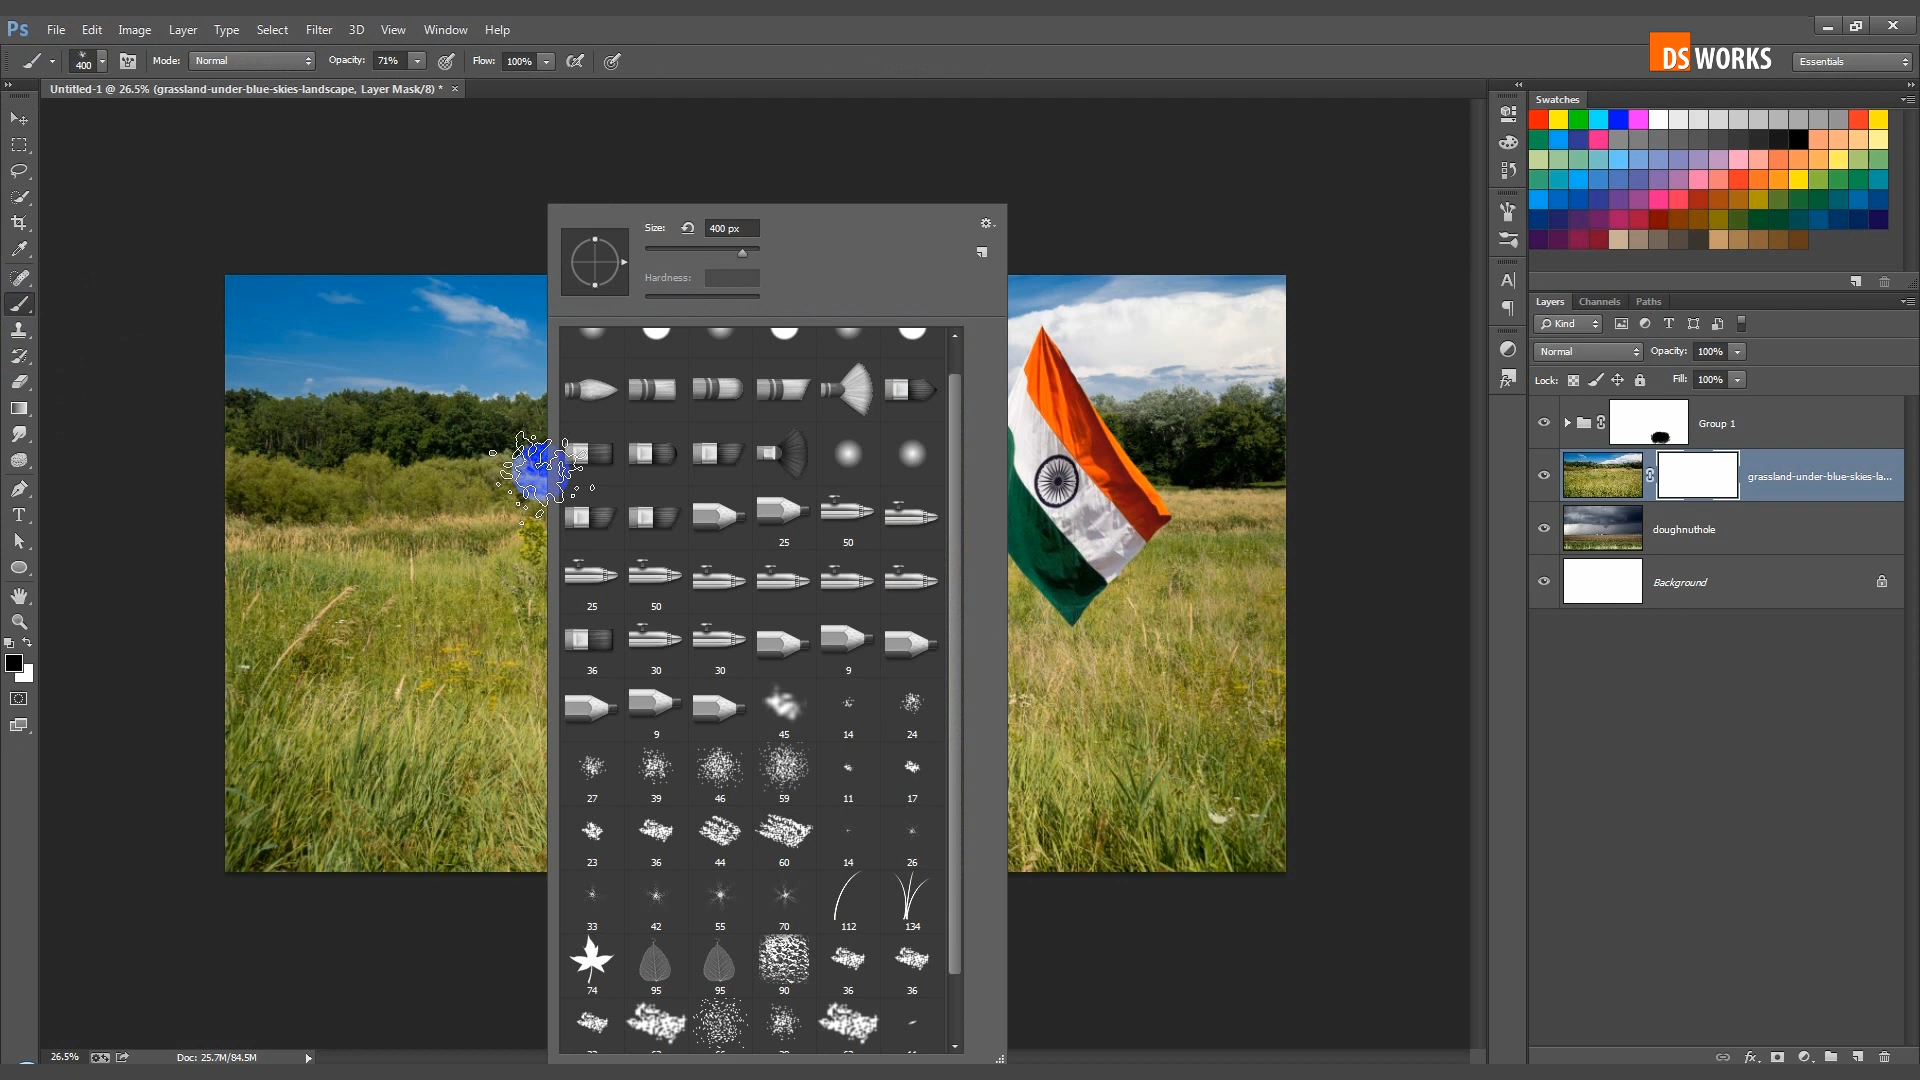 Ps File Edit Image Layer Type Select Filter 3D View Window Help
400 Mode: Normal Opacity: 71% Flow: 100%
DS WORKS
Essentials
Untitled-1 @ 26.5% (grassland-under-blue-skies-landscape, Layer Mask/8) * ×
Swatches
Size: 400 px
Hardness:
25 50
25 50
36 30 30 9
9 45 14 24
27 39 46 59 11 17
23 36 44 60 14 26
33 42 55 70 112 134
74 95 95 90 36 36
Layers Channels Paths
Kind
Normal Opacity: 100%
Lock: Fill: 100%
Group 1
grassland-under-blue-skies-la...
doughnuthole
Background
26.5% Doc: 25.7M/84.5M